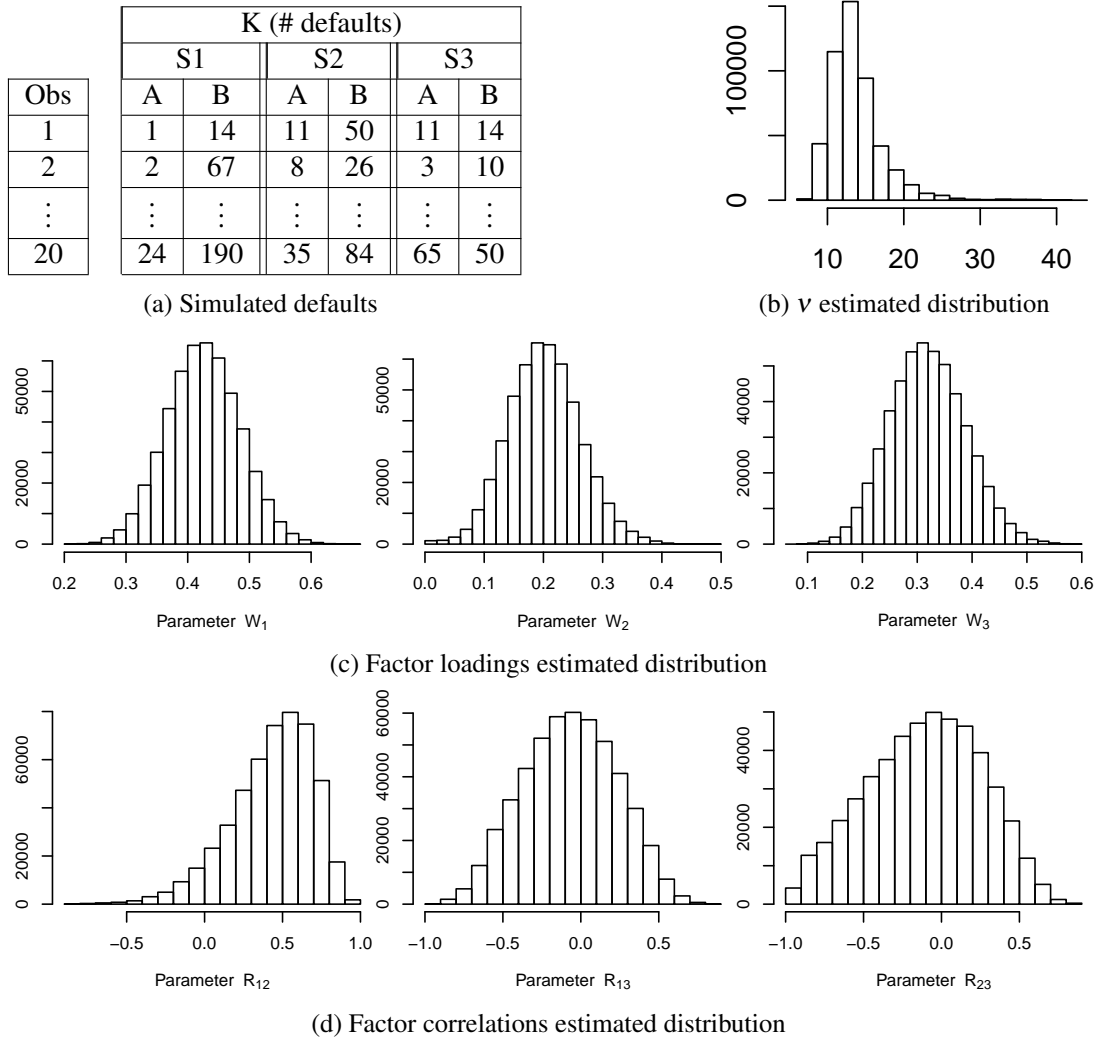 K (# defaults)
S1 S2 S3
Obs A B A B A B
1 1 14 11 50 11 14
2 2 67 8 26 3 10
⋮ ⋮ ⋮ ⋮ ⋮ ⋮ ⋮
20 24 190 35 84 65 50
(a) Simulated defaults
0 100000
10 20 30 40
(b) ν estimated distribution
0 20000 50000
0.2 0.3 0.4 0.5 0.6
Parameter W1
0 20000 50000
0.0 0.1 0.2 0.3 0.4 0.5
Parameter W2
0 20000 40000
0.1 0.2 0.3 0.4 0.5 0.6
Parameter W3
(c) Factor loadings estimated distribution
0 20000 60000
−0.5 0.0 0.5 1.0
Parameter R12
0 20000 40000 60000
−1.0 −0.5 0.0 0.5
Parameter R13
0 20000 40000
−1.0 −0.5 0.0 0.5
Parameter R23
(d) Factor correlations estimated distribution